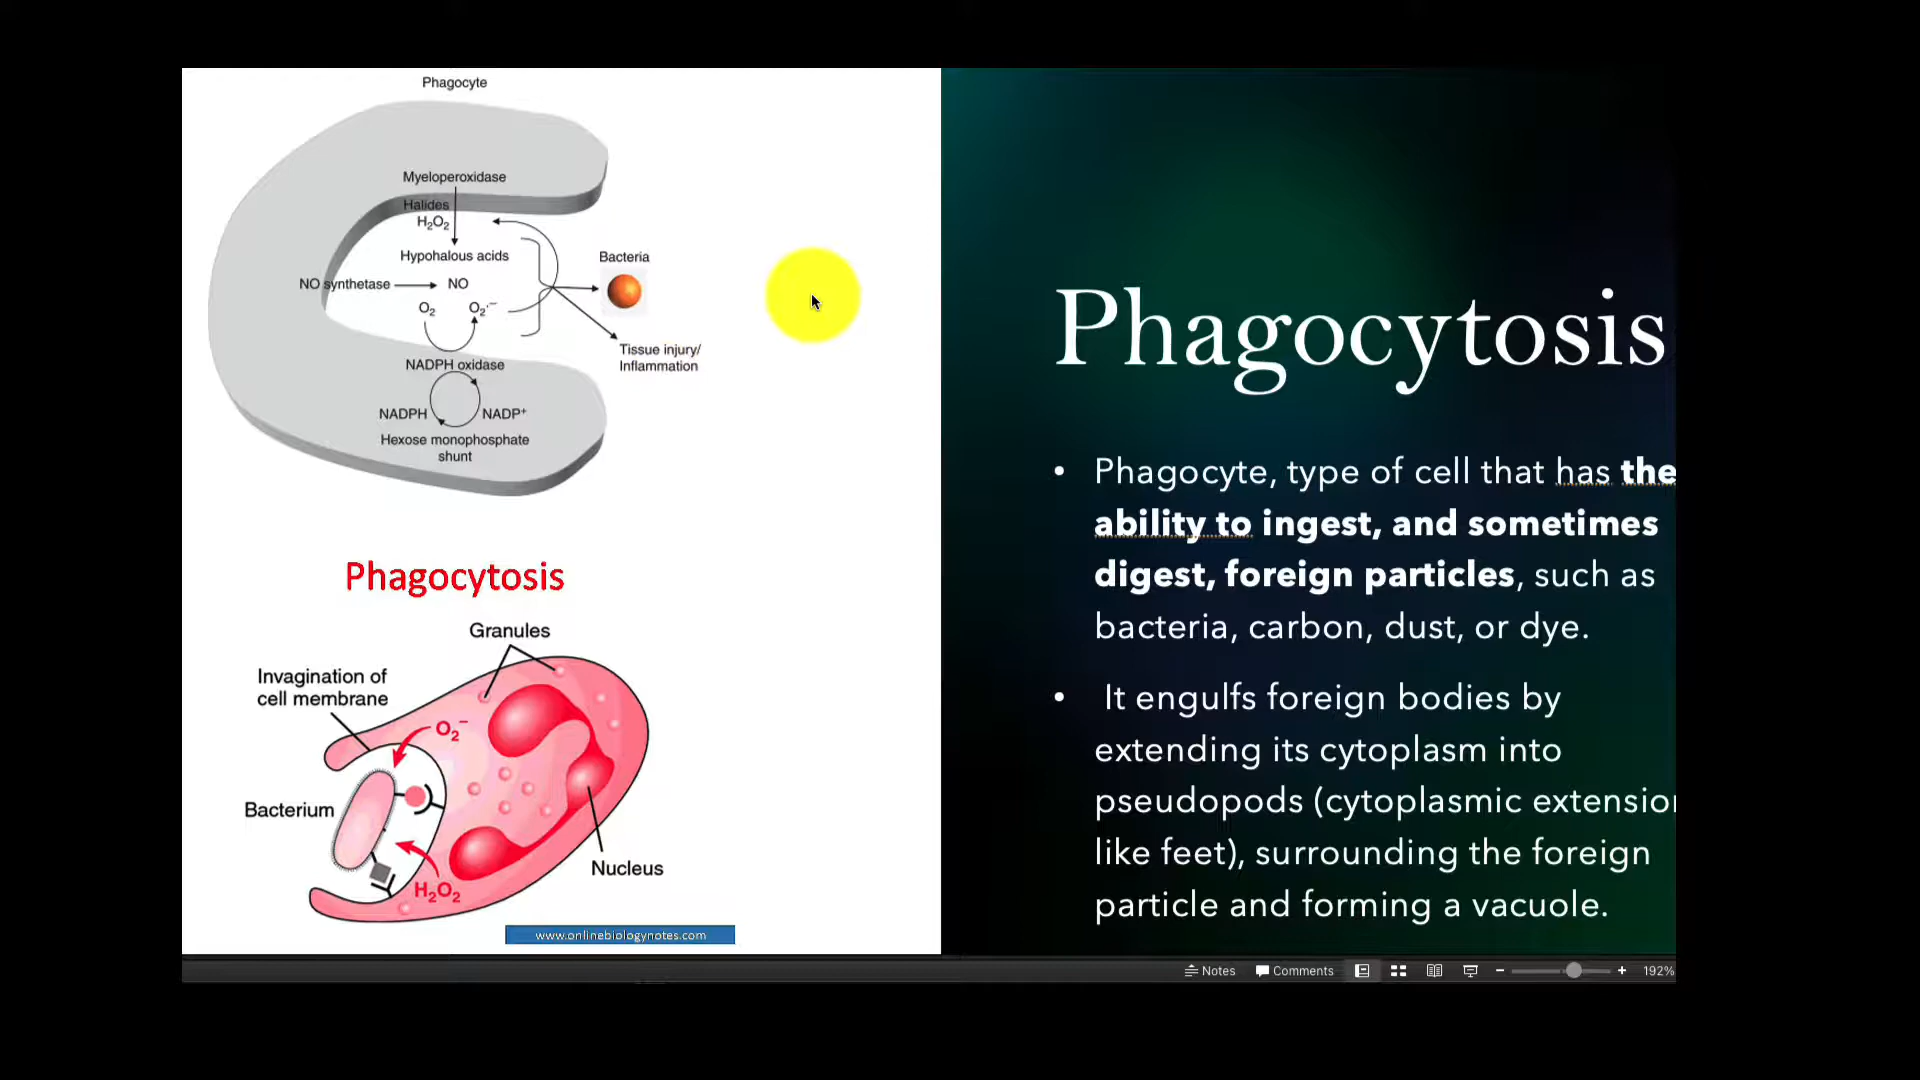 Phagocyte
Myeloperoxidase
Halides
H₂O₂
Hypohalous acids
NO synthetase
NO
O₂
O₂·⁻
Bacteria
Tissue injury/
Inflammation
NADPH oxidase
NADPH
NADP⁺
Hexose monophosphate
shunt
Phagocytosis
Granules
Invagination of
cell membrane
O₂⁻
Bacterium
H₂O₂
Nucleus
www.onlinebiologynotes.com
Phagocytosis
• Phagocyte, type of cell that has the
ability to ingest, and sometimes
digest, foreign particles, such as
bacteria, carbon, dust, or dye.
• It engulfs foreign bodies by
extending its cytoplasm into
pseudopods (cytoplasmic extension
like feet), surrounding the foreign
particle and forming a vacuole.
Notes
Comments
192%